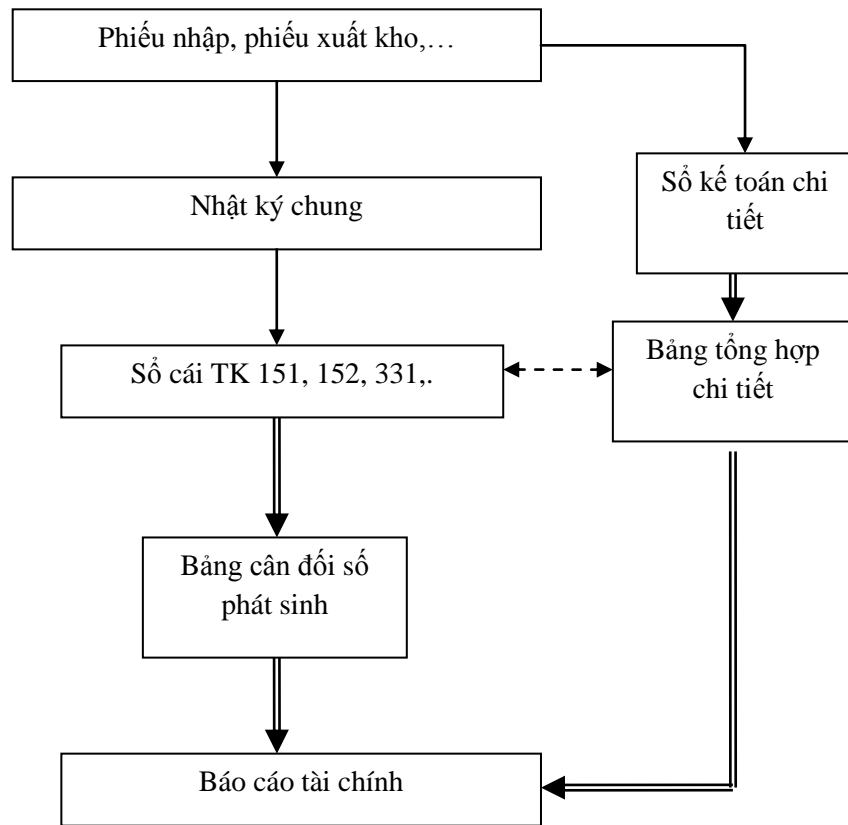 Phiếu nhập, phiếu xuất kho,…
Nhật ký chung
Sổ kế toán chi
tiết
Sổ cái TK 151, 152, 331,.
Bảng tổng hợp
chi tiết
Bảng cân đối số
phát sinh
Báo cáo tài chính